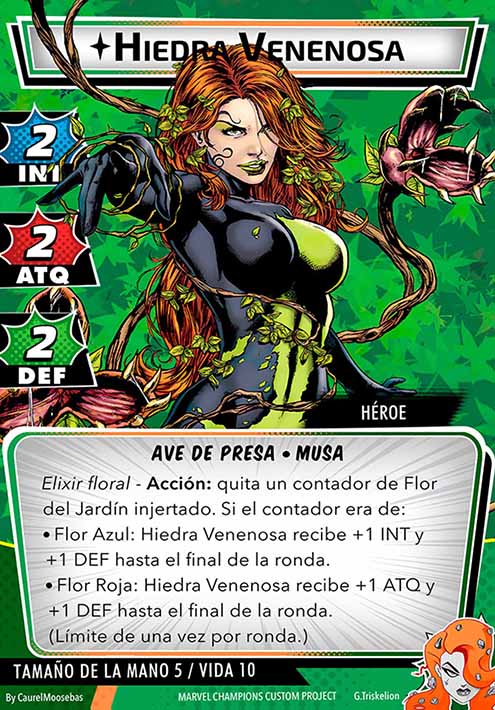 HIEDRA VENENOSA
2
INT
2
ATQ
2
DEF
HÉROE
AVE DE PRESA • MUSA
Elixir floral - Acción: quita un contador de Flor
del Jardín injertado. Si el contador era de:
• Flor Azul: Hiedra Venenosa recibe +1 INT y
+1 DEF hasta el final de la ronda.
• Flor Roja: Hiedra Venenosa recibe +1 ATQ y
+1 DEF hasta el final de la ronda.
(Límite de una vez por ronda.)
TAMAÑO DE LA MANO 5 / VIDA 10
By CaurelMoosebas MARVEL CHAMPIONS CUSTOM PROJECT G.Triskelion